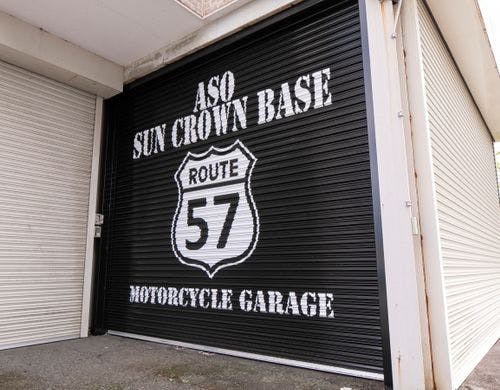 ASO
SUN CROWN BASE
ROUTE
57
MOTORCYCLE GARAGE